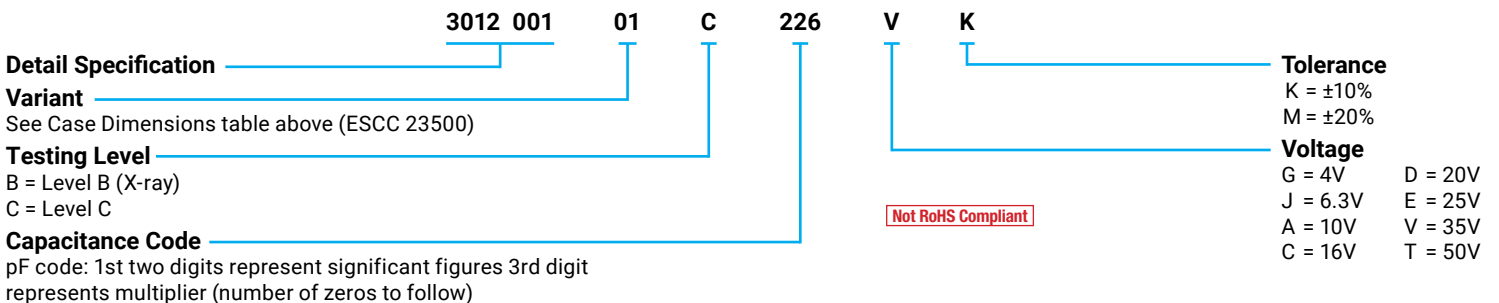 3012 001 01 C 226 V K
Detail Specification
Variant
See Case Dimensions table above (ESCC 23500)
Testing Level
B = Level B (X-ray)
C = Level C
Capacitance Code
pF code: 1st two digits represent significant figures 3rd digit
represents multiplier (number of zeros to follow)
Not RoHS Compliant
Tolerance
K = ±10%
M = ±20%
Voltage
G = 4V D = 20V
J = 6.3V E = 25V
A = 10V V = 35V
C = 16V T = 50V